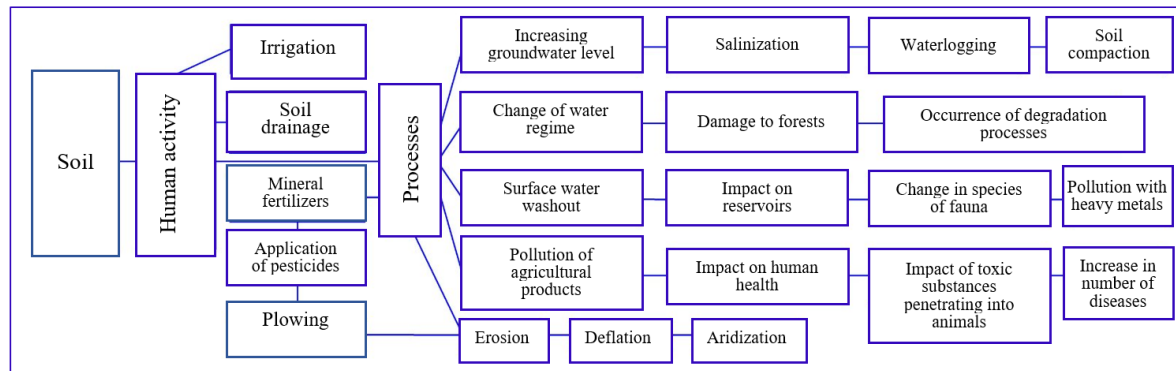 Soil
Human activity
Irrigation
Soil
drainage
Mineral
fertilizers
Application
of pesticides
Plowing
Processes
Increasing
groundwater level
Salinization
Waterlogging
Soil
compaction
Change of water
regime
Damage to forests
Occurrence of degradation
processes
Surface water
washout
Impact on
reservoirs
Change in species
of fauna
Pollution with
heavy metals
Pollution of
agricultural
products
Impact on human
health
Impact of toxic
substances
penetrating into
animals
Increase in
number of
diseases
Erosion
Deflation
Aridization